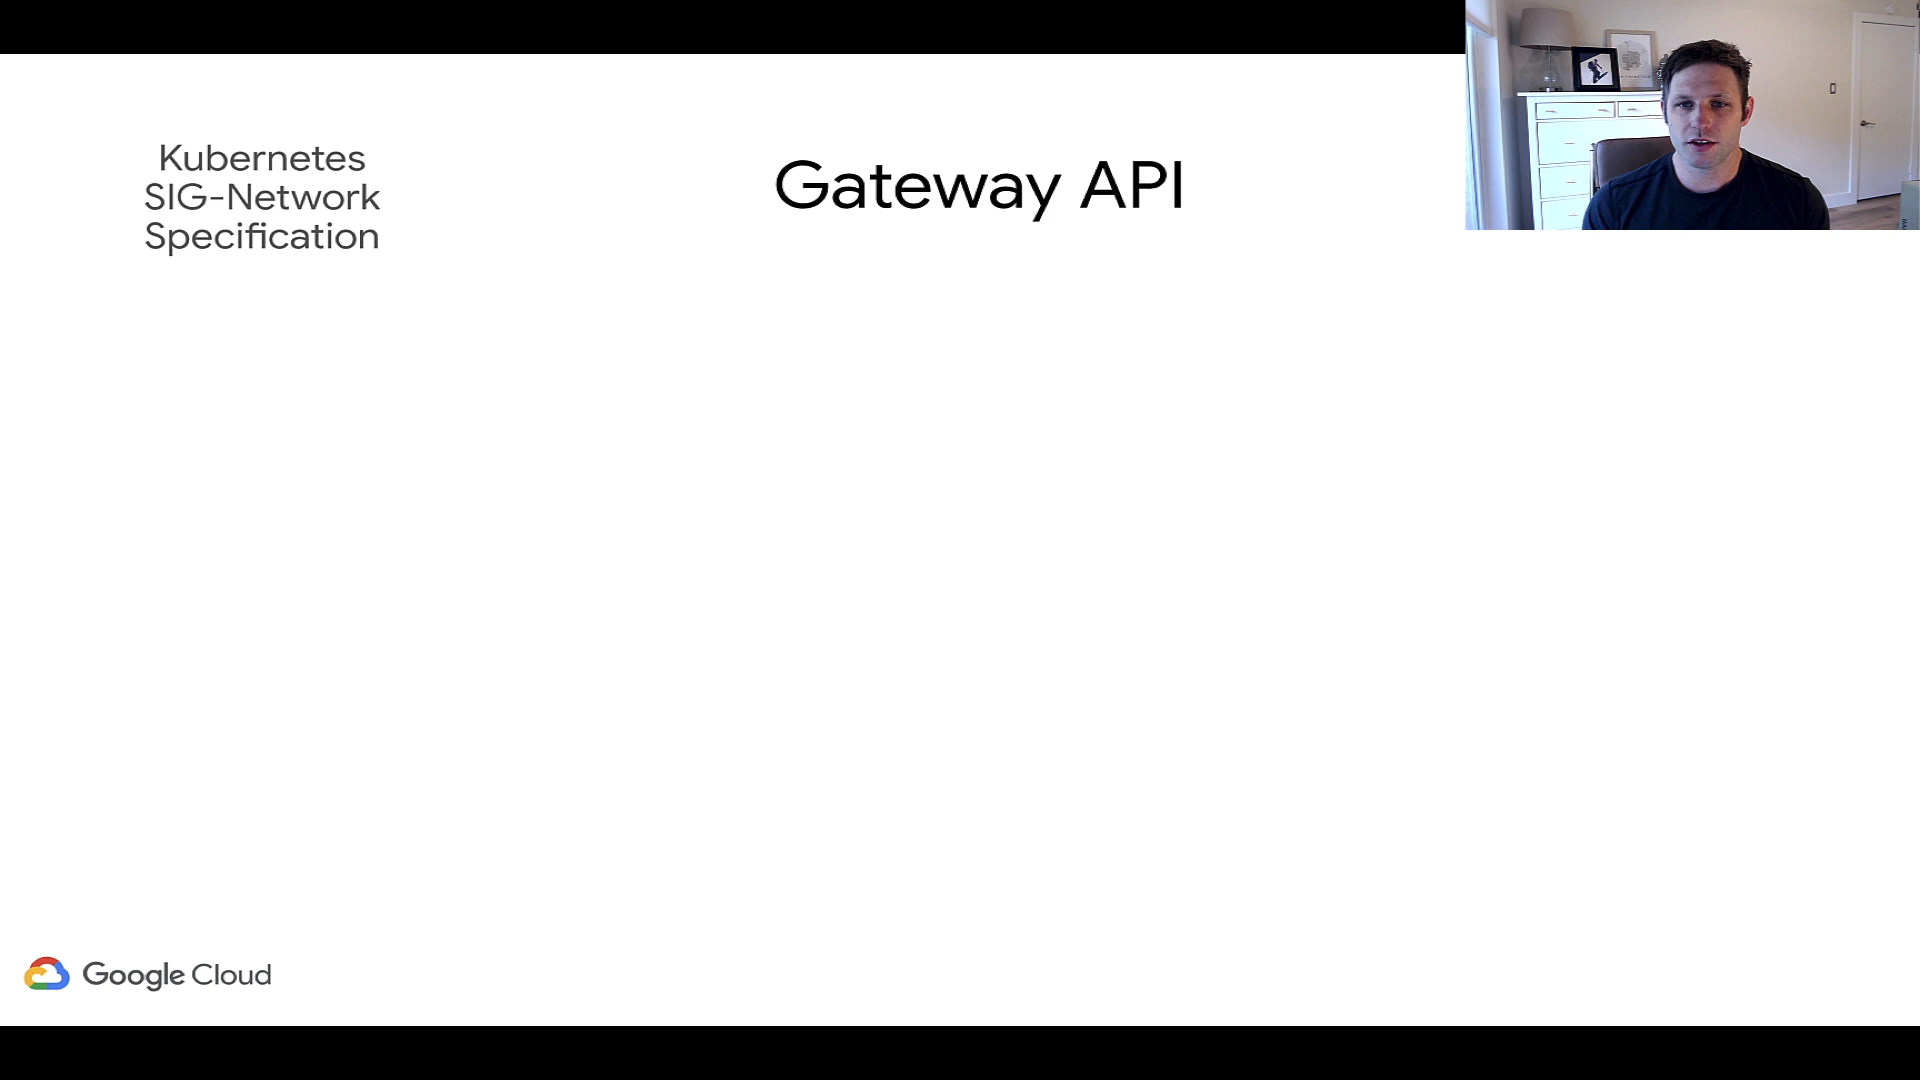 Kubernetes
SIG-Network
Specification
Gateway API
Google Cloud